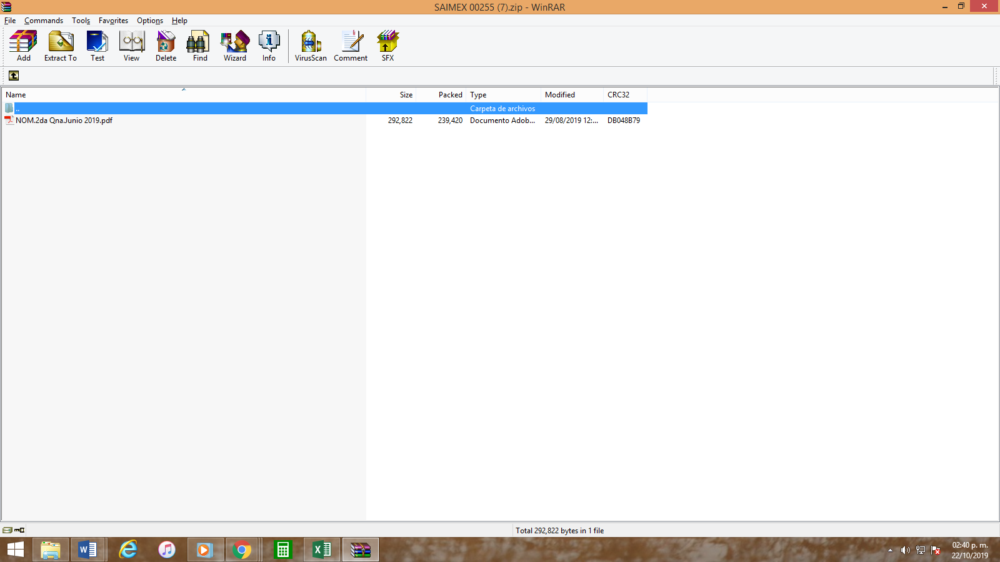 SAIMEX 00255 (7).zip - WinRAR
File Commands Tools Favorites Options Help
Add Extract To Test View Delete Find Wizard Info VirusScan Comment SFX
Name Size Packed Type Modified CRC32
.. Carpeta de archivos
NOM.2da Qna.Junio 2019.pdf 292,822 239,420 Documento Adob... 29/08/2019 12:... DB048B79
Total 292,822 bytes in 1 file
02:40 p. m.
22/10/2019